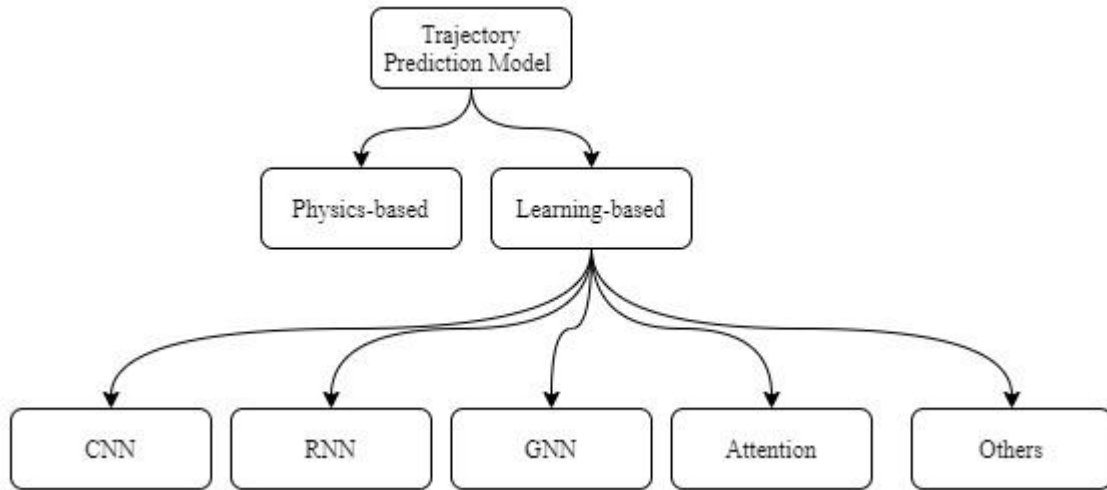 Trajectory
Prediction Model
Physics-based
Learning-based
CNN
RNN
GNN
Attention
Others